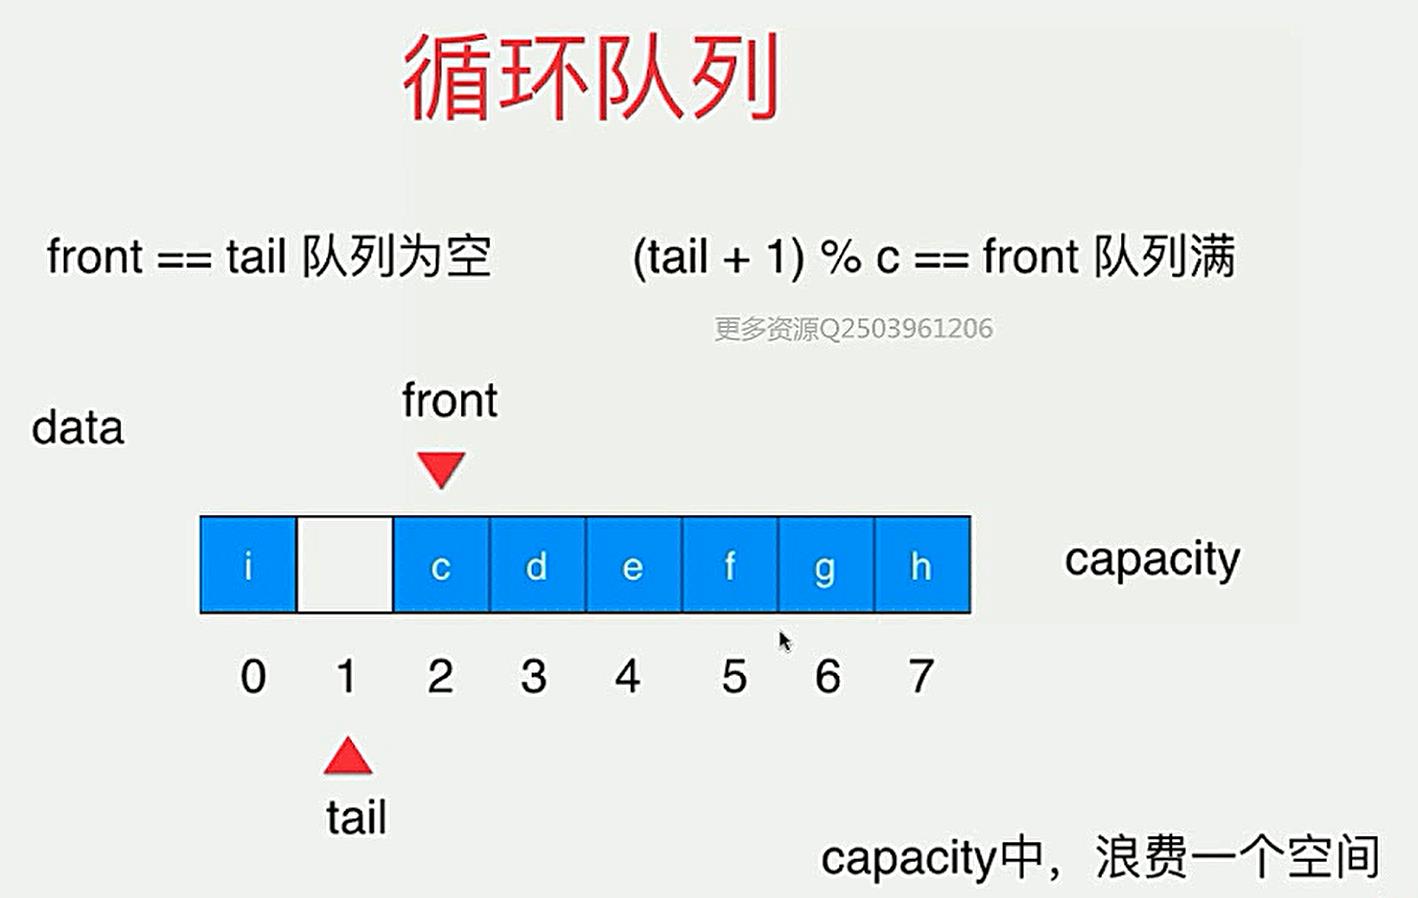 循环队列
front == tail 队列为空
(tail + 1) % c == front 队列满
更多资源Q2503961206
front
data
i c d e f g h
capacity
0 1 2 3 4 5 6 7
tail
capacity中，浪费一个空间